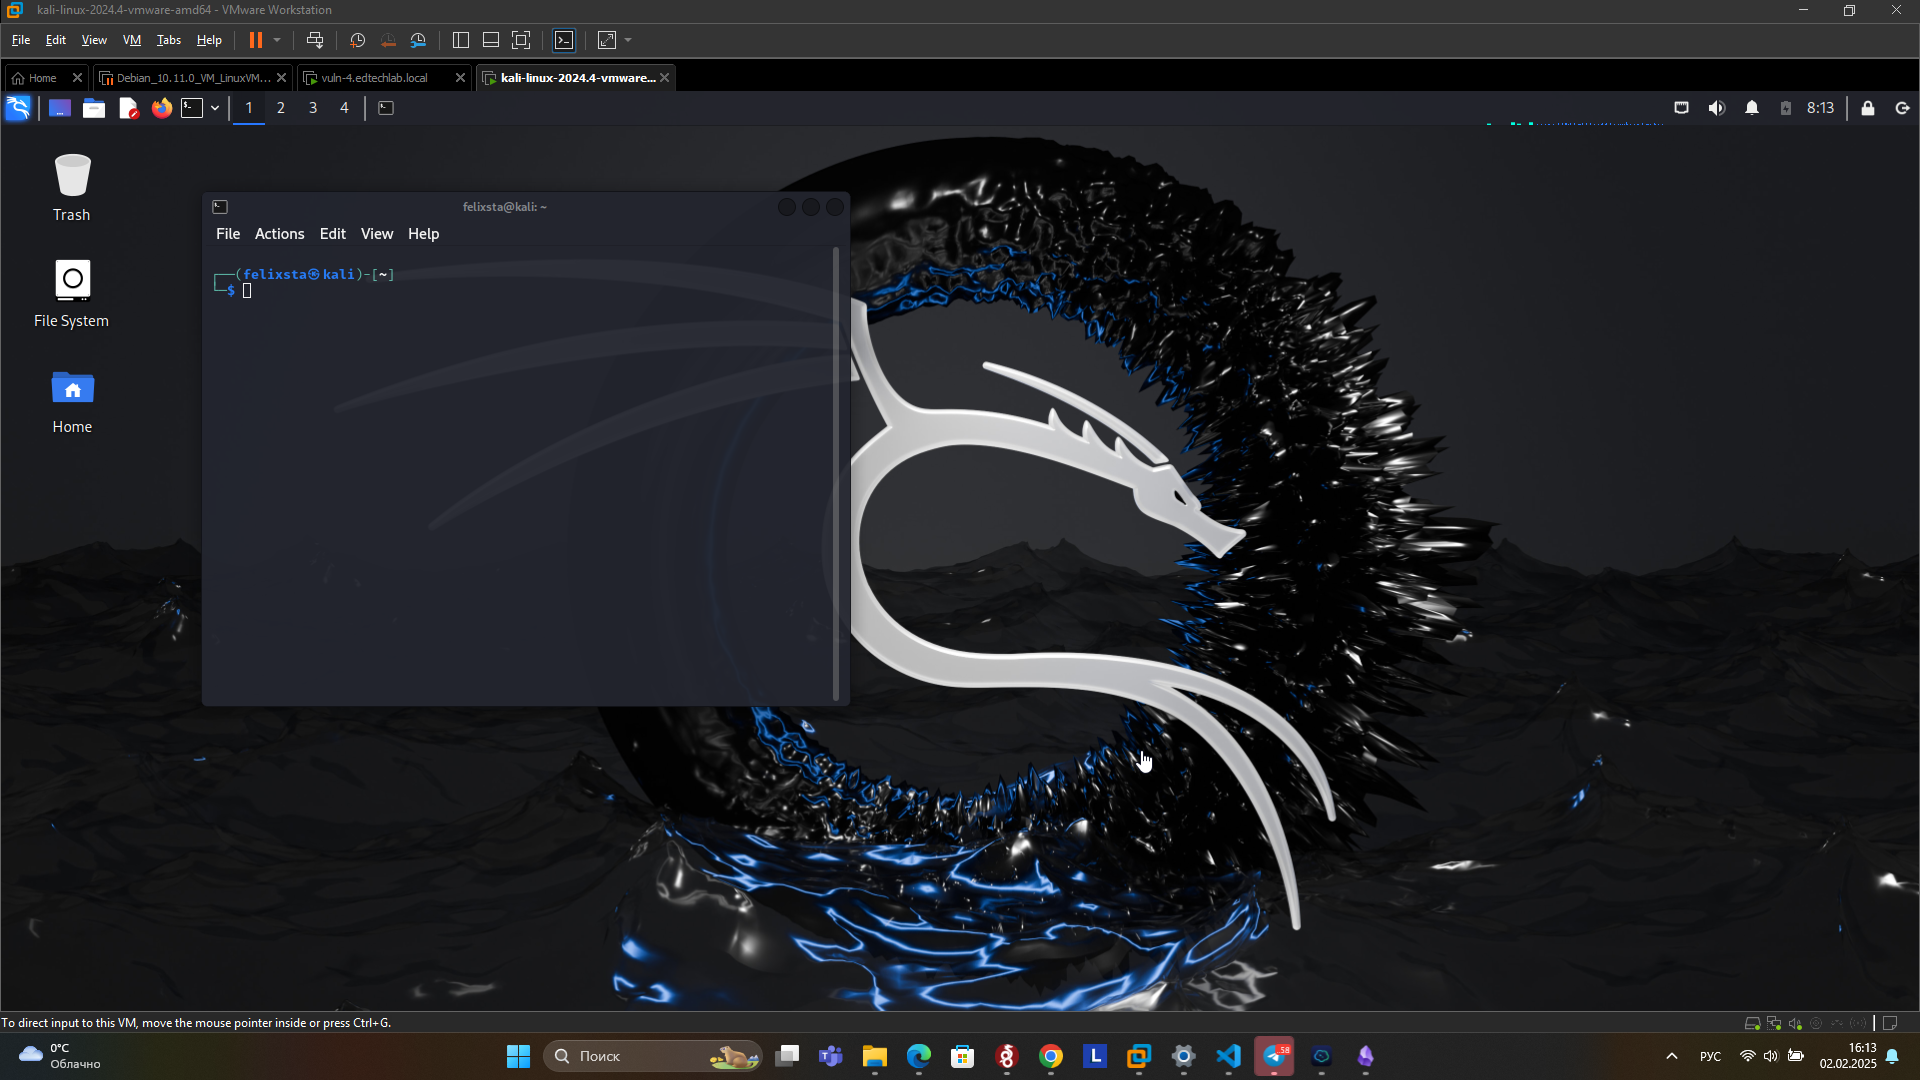 kali-linux-2024.4-vmware-amd64 - VMware Workstation
File Edit View VM Tabs Help
Home Debian_10.11.0_VM_LinuxVM... vuln-4.edtechlab.local kali-linux-2024.4-vmware...
1 2 3 4 8:13
Trash
File System
Home
felixsta@kali: ~
File Actions Edit View Help
┌──(felixsta㉿kali)-[~]
└─$
To direct input to this VM, move the mouse pointer inside or press Ctrl+G.
0°C
Облачно
Поиск
L
58
РУС
16:13
02.02.2025